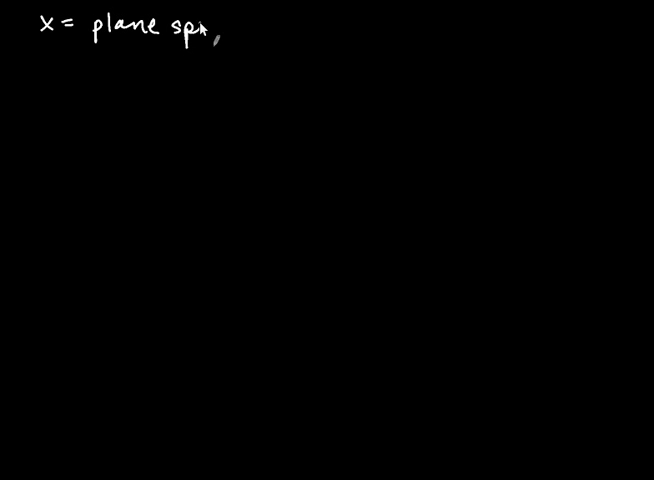 x = plane sp